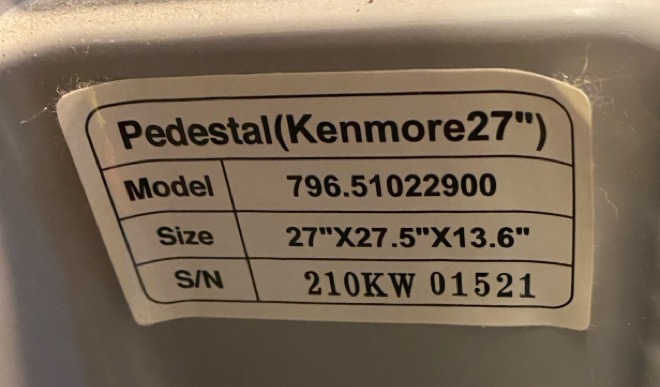 Pedestal(Kenmore27")
Model 796.51022900
Size 27"X27.5"X13.6"
S/N 210KW 01521